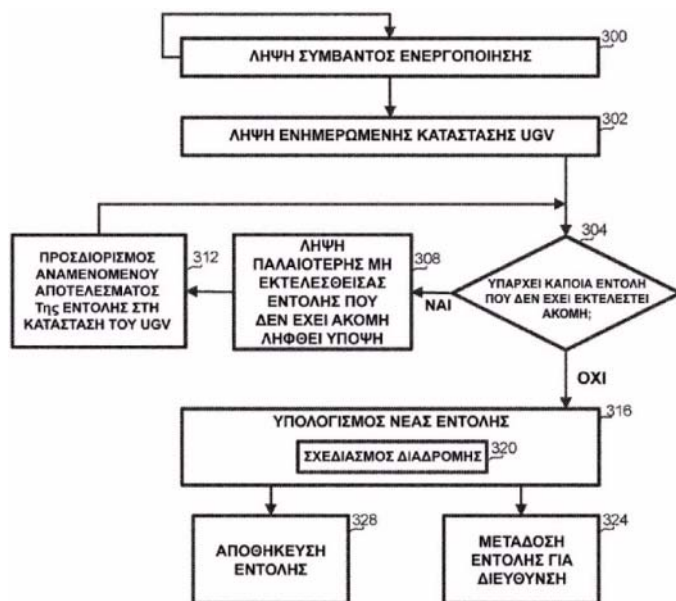 ΛΗΨΗ ΣΥΜΒΑΝΤΟΣ ΕΝΕΡΓΟΠΟΙΗΣΗΣ
300
ΛΗΨΗ ΕΝΗΜΕΡΩΜΕΝΗΣ ΚΑΤΑΣΤΑΣΗΣ UGV
302
304
ΥΠΑΡΧΕΙ ΚΑΠΟΙΑ ΕΝΤΟΛΗ
ΠΟΥ ΔΕΝ ΕΧΕΙ ΕΚΤΕΛΕΣΤΕΙ
ΑΚΟΜΗ;
ΝΑΙ
ΛΗΨΗ
ΠΑΛΑΙΟΤΕΡΗΣ ΜΗ
ΕΚΤΕΛΕΣΘΕΙΣΑΣ
ΕΝΤΟΛΗΣ ΠΟΥ
ΔΕΝ ΕΧΕΙ ΑΚΟΜΗ
ΛΗΦΘΕΙ ΥΠΟΨΗ
308
ΠΡΟΣΔΙΟΡΙΣΜΟΣ
ΑΝΑΜΕΝΟΜΕΝΟΥ
ΑΠΟΤΕΛΕΣΜΑΤΟΣ
Της ΕΝΤΟΛΗΣ ΣΤΗ
ΚΑΤΑΣΤΑΣΗ ΤΟΥ UGV
312
ΟΧΙ
ΥΠΟΛΟΓΙΣΜΟΣ ΝΕΑΣ ΕΝΤΟΛΗΣ
316
ΣΧΕΔΙΑΣΜΟΣ ΔΙΑΔΡΟΜΗΣ
320
ΑΠΟΘΗΚΕΥΣΗ
ΕΝΤΟΛΗΣ
328
ΜΕΤΑΔΟΣΗ
ΕΝΤΟΛΗΣ ΓΙΑ
ΔΙΕΥΘΥΝΣΗ
324